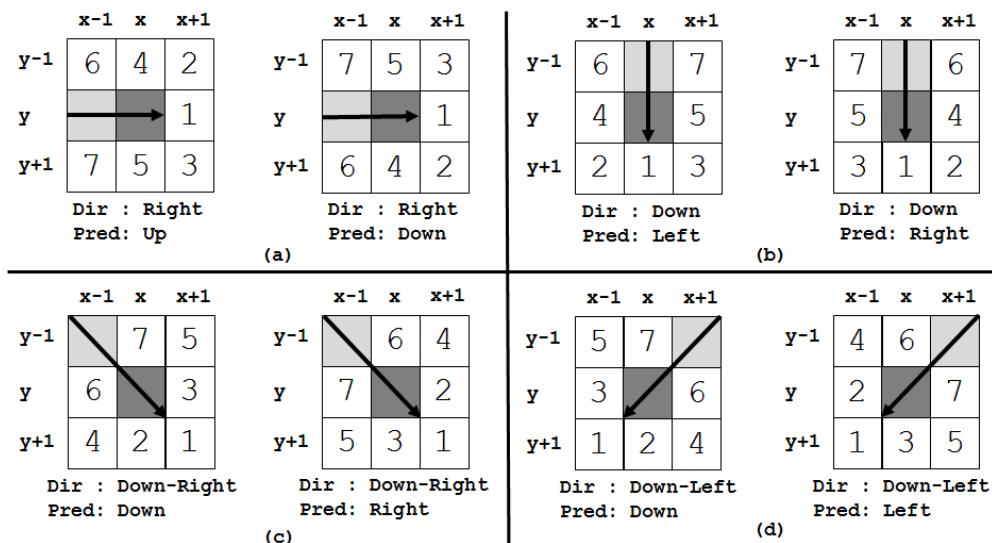 x-1 x x+1
y-1 6 4 2
y 1
y+1 7 5 3
Dir : Right
Pred: Up
y-1 7 5 3
y 1
y+1 6 4 2
Dir : Right
Pred: Down
(a)
x-1 x x+1
y-1 6 7
y 4 5
y+1 2 1 3
Dir : Down
Pred: Left
x-1 x x+1
y-1 7 6
y 5 4
y+1 3 1 2
Dir : Down
Pred: Right
(b)
x-1 x x+1
y-1 7 5
y 6 3
y+1 4 2 1
Dir : Down-Right
Pred: Down
x-1 x x+1
y-1 6 4
y 7 2
y+1 5 3 1
Dir : Down-Right
Pred: Right
(c)
x-1 x x+1
y-1 5 7
y 3 6
y+1 1 2 4
Dir : Down-Left
Pred: Down
x-1 x x+1
y-1 4 6
y 2 7
y+1 1 3 5
Dir : Down-Left
Pred: Left
(d)